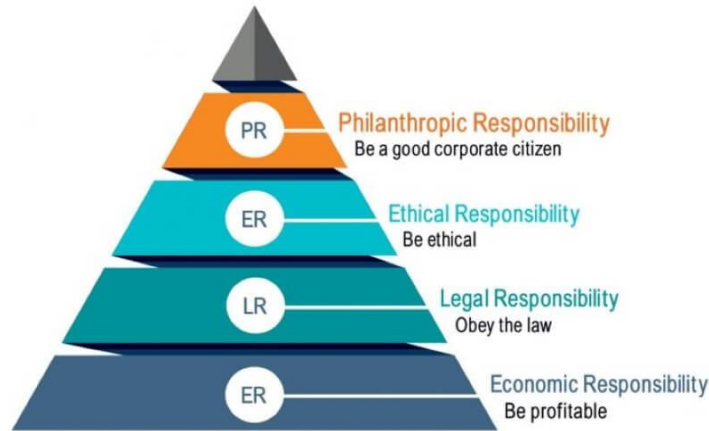 PR
Philanthropic Responsibility
Be a good corporate citizen
ER
Ethical Responsibility
Be ethical
LR
Legal Responsibility
Obey the law
ER
Economic Responsibility
Be profitable